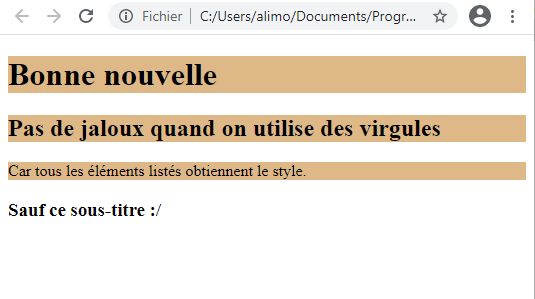 Fichier
C:/Users/alimo/Documents/Progr...
Bonne nouvelle
Pas de jaloux quand on utilise des virgules
Car tous les éléments listés obtiennent le style.
Sauf ce sous-titre :/